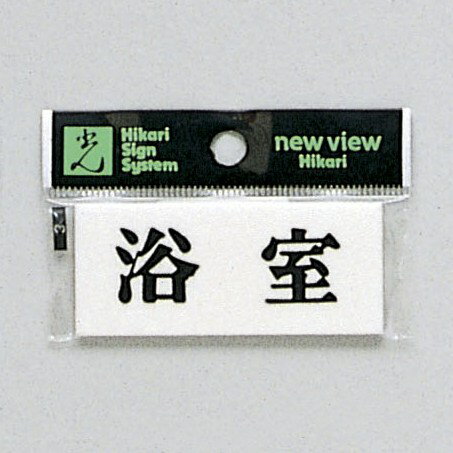 光
Hikari
Sign
System
new view
Hikari
浴 室